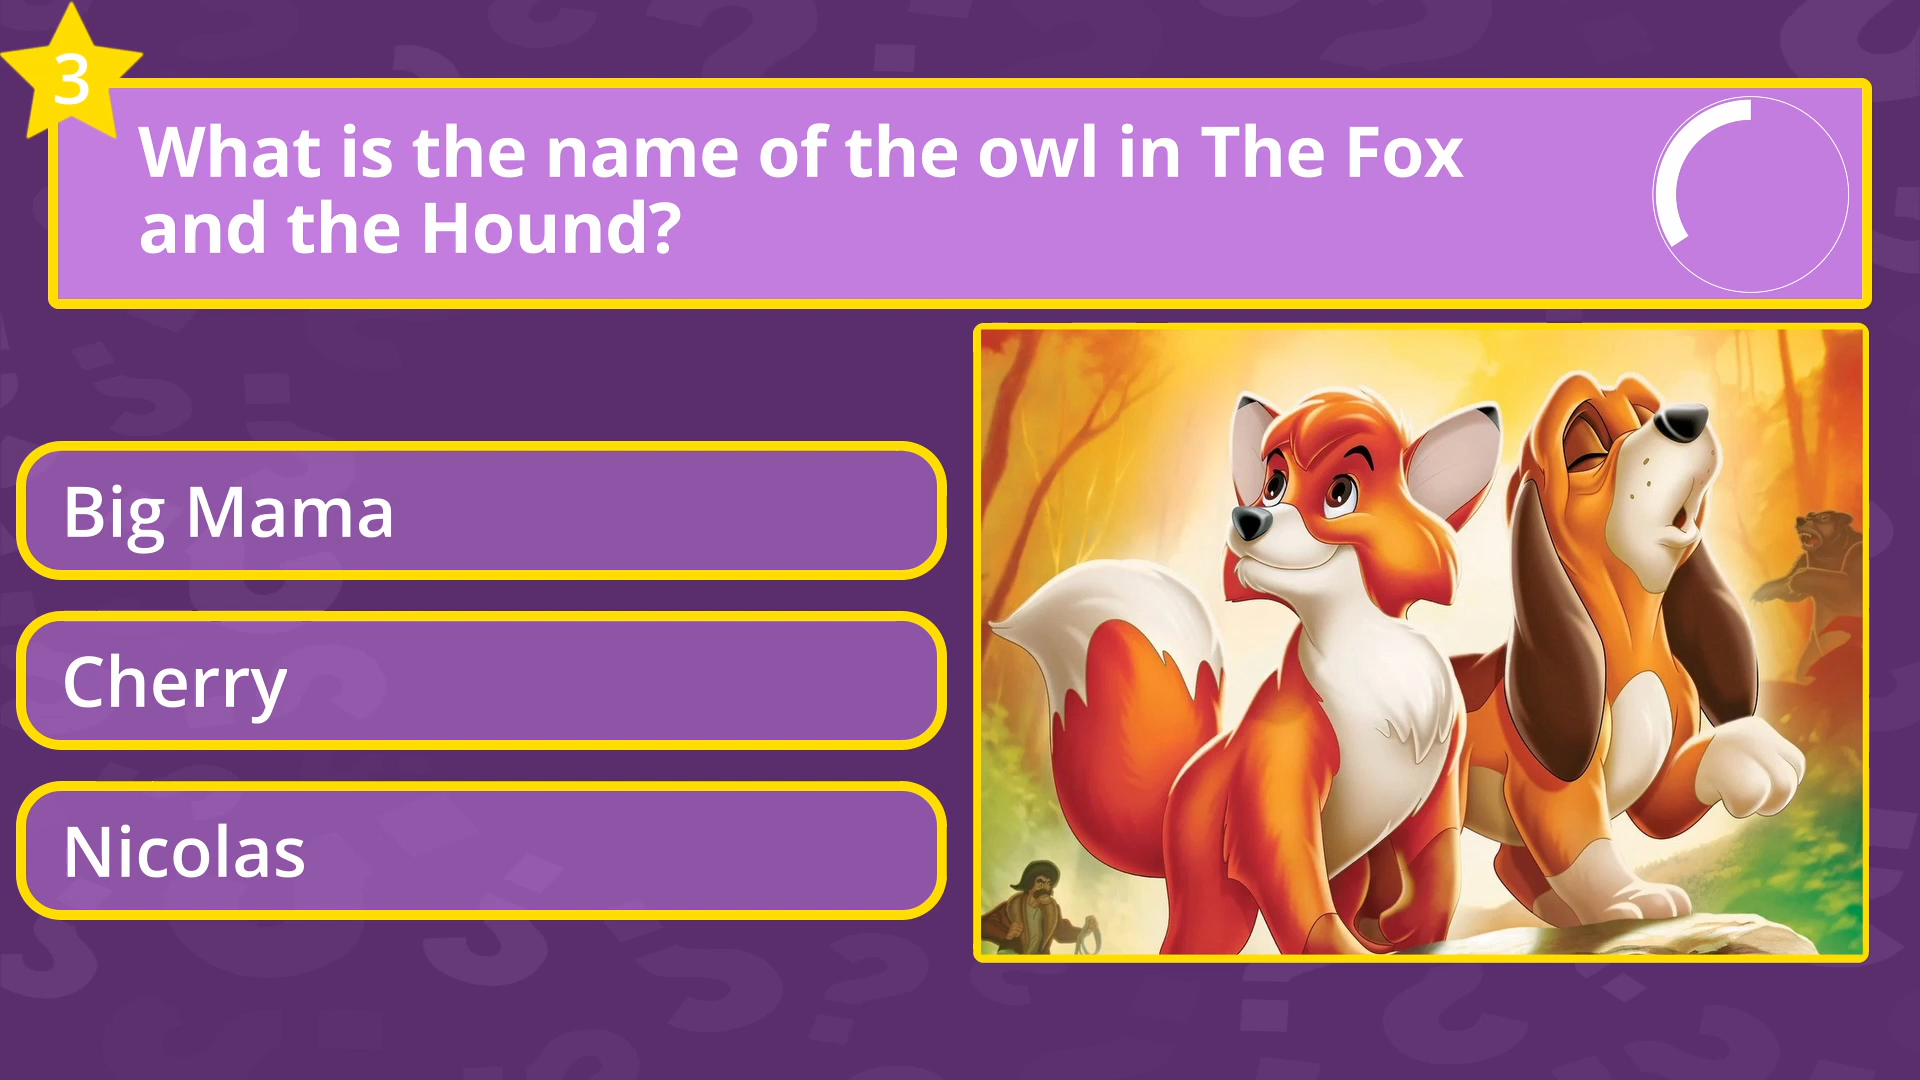 3
What is the name of the owl in The Fox
and the Hound?
Big Mama
Cherry
Nicolas